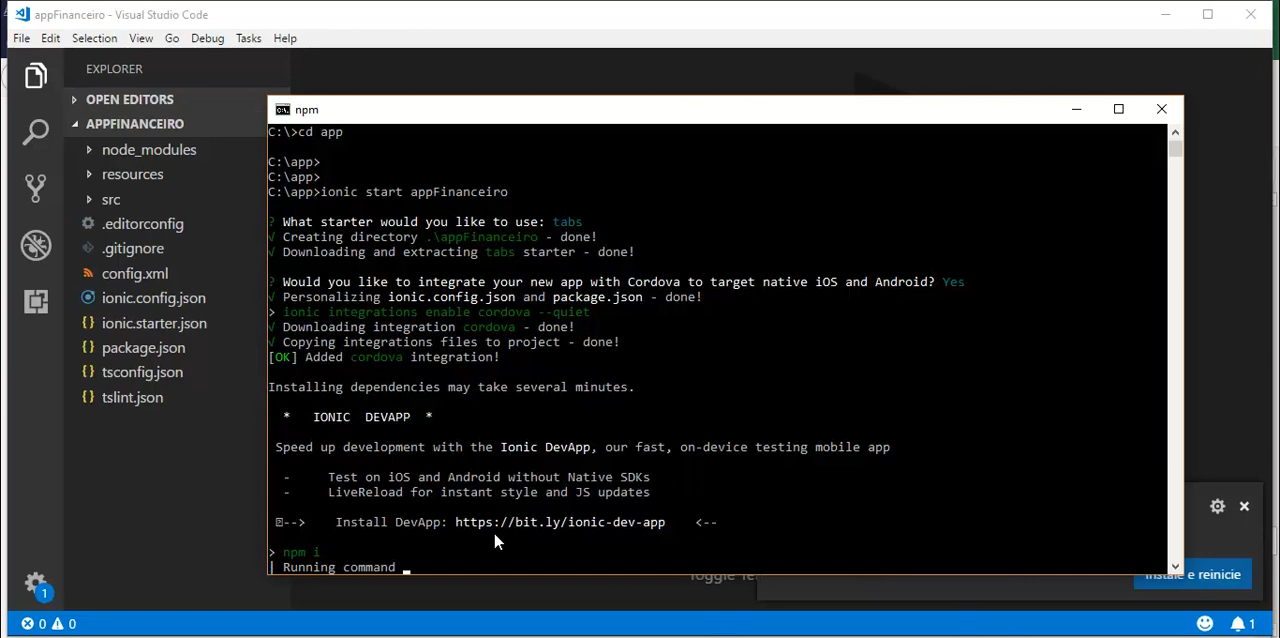 appFinanceiro - Visual Studio Code
File Edit Selection View Go Debug Tasks Help
EXPLORER
OPEN EDITORS
APPFINANCEIRO
node_modules
resources
src
.editorconfig
.gitignore
config.xml
ionic.config.json
{} ionic.starter.json
{} package.json
{} tsconfig.json
{} tslint.json
npm
C:\>cd app
C:\app>
C:\app>
C:\app>ionic start appFinanceiro
? What starter would you like to use: tabs
√ Creating directory .\appFinanceiro - done!
√ Downloading and extracting tabs starter - done!
? Would you like to integrate your new app with Cordova to target native iOS and Android? Yes
√ Personalizing ionic.config.json and package.json - done!
> ionic integrations enable cordova --quiet
√ Downloading integration cordova - done!
√ Copying integrations files to project - done!
[OK] Added cordova integration!
Installing dependencies may take several minutes.
* IONIC DEVAPP *
Speed up development with the Ionic DevApp, our fast, on-device testing mobile app
- Test on iOS and Android without Native SDKs
- LiveReload for instant style and JS updates
--> Install DevApp: https://bit.ly/ionic-dev-app <--
> npm i
| Running command
Toggle
Instale e reinicie
1
0 0
1